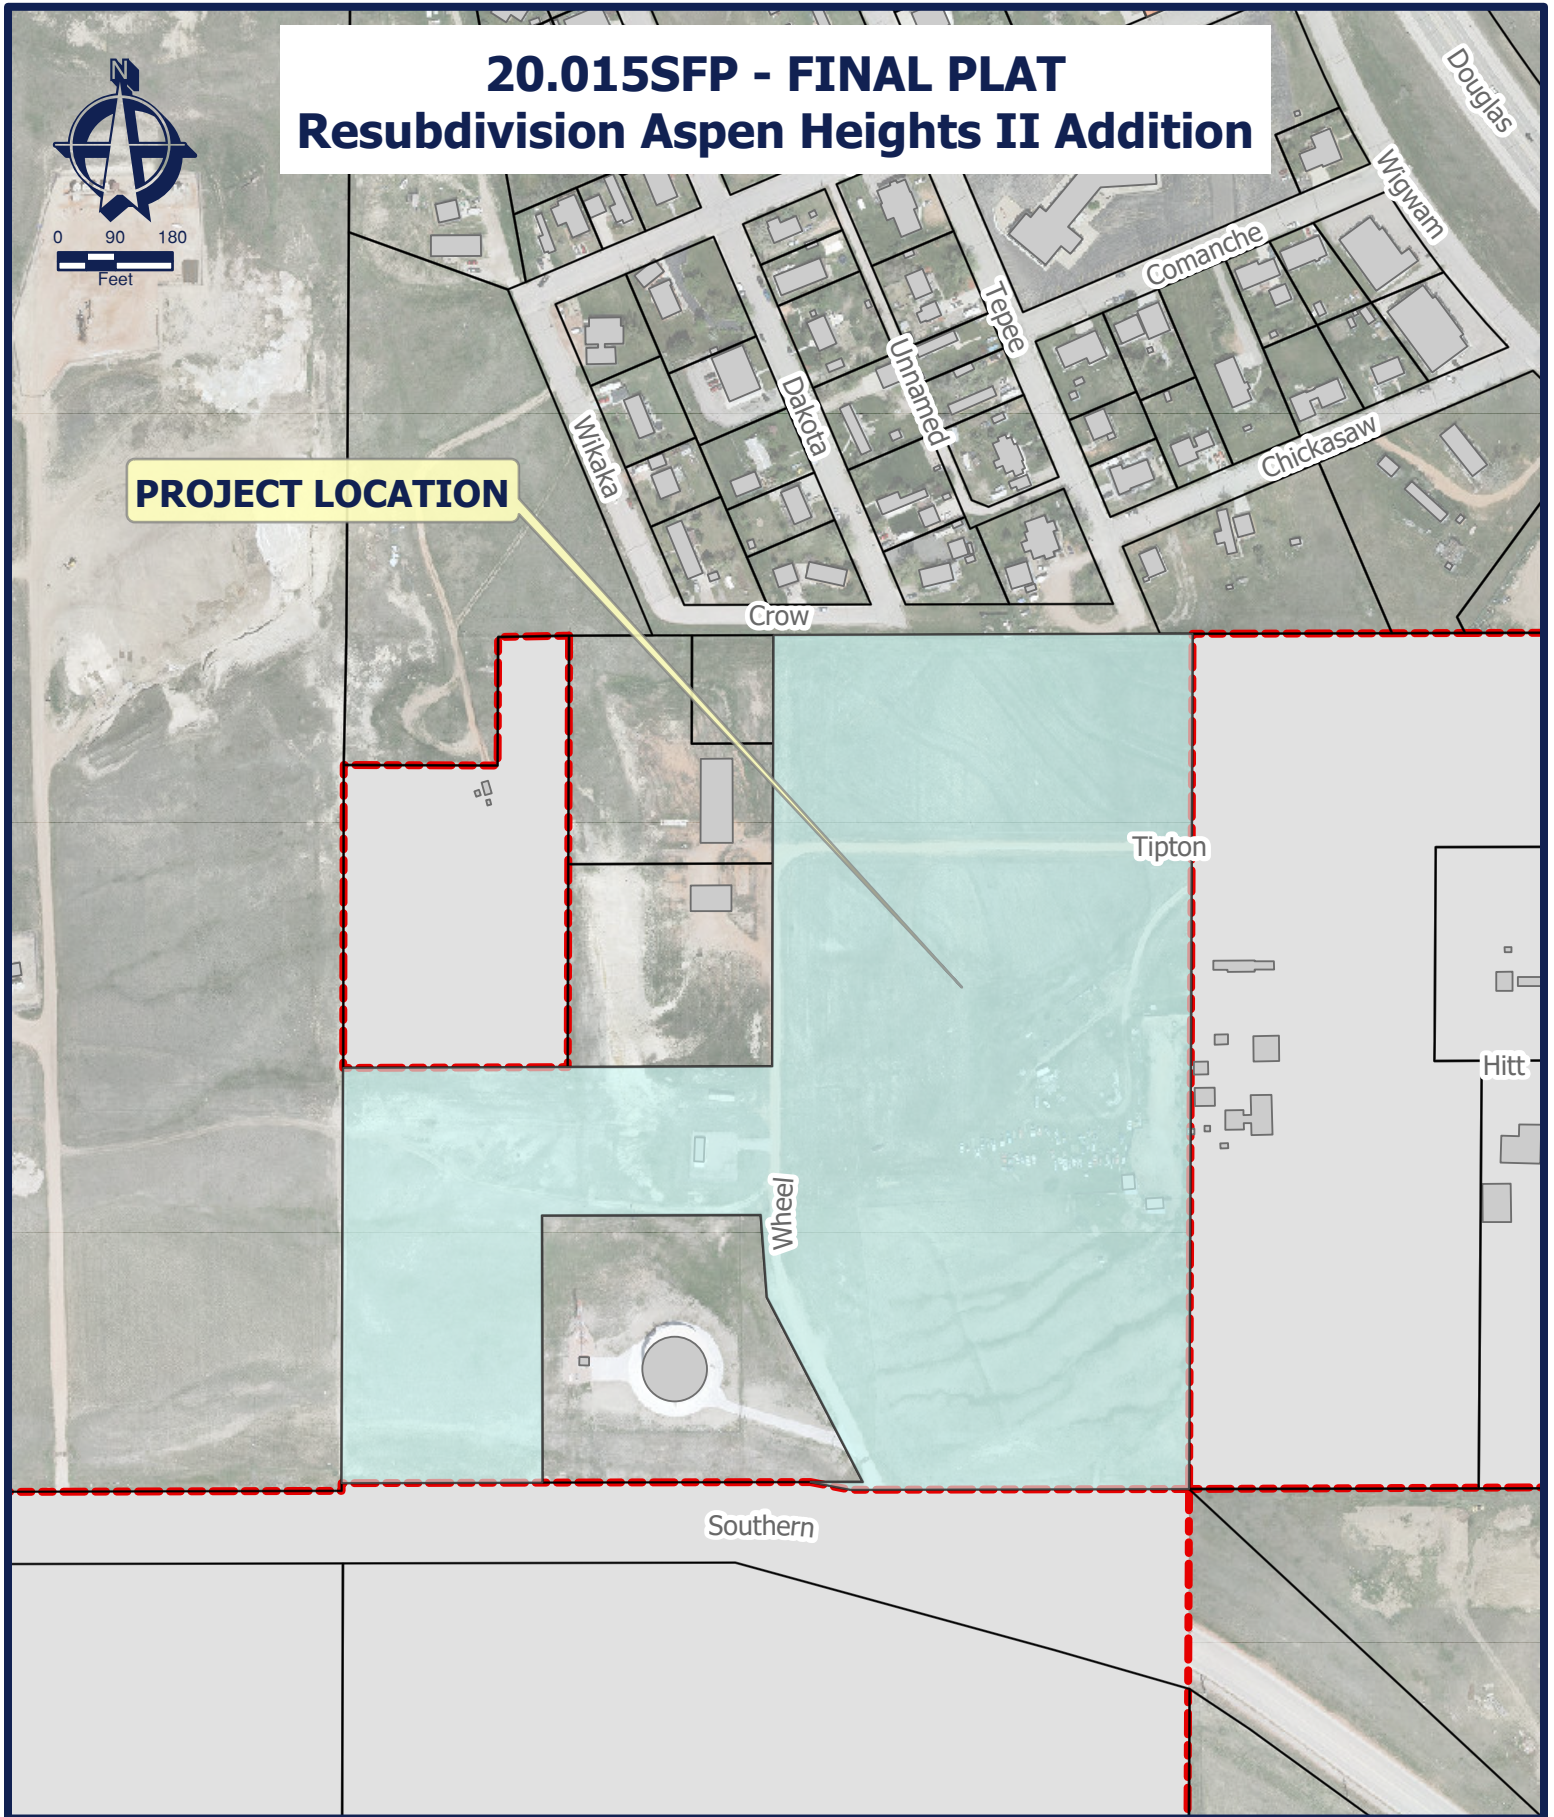 20.015SFP - FINAL PLAT
Resubdivision Aspen Heights II Addition
N
0 90 180
Feet
Douglas
Wigwam
Comanche
Tepee
Unnamed
Dakota
Wikaka
Chickasaw
PROJECT LOCATION
Crow
Tipton
Hitt
Wheel
Southern